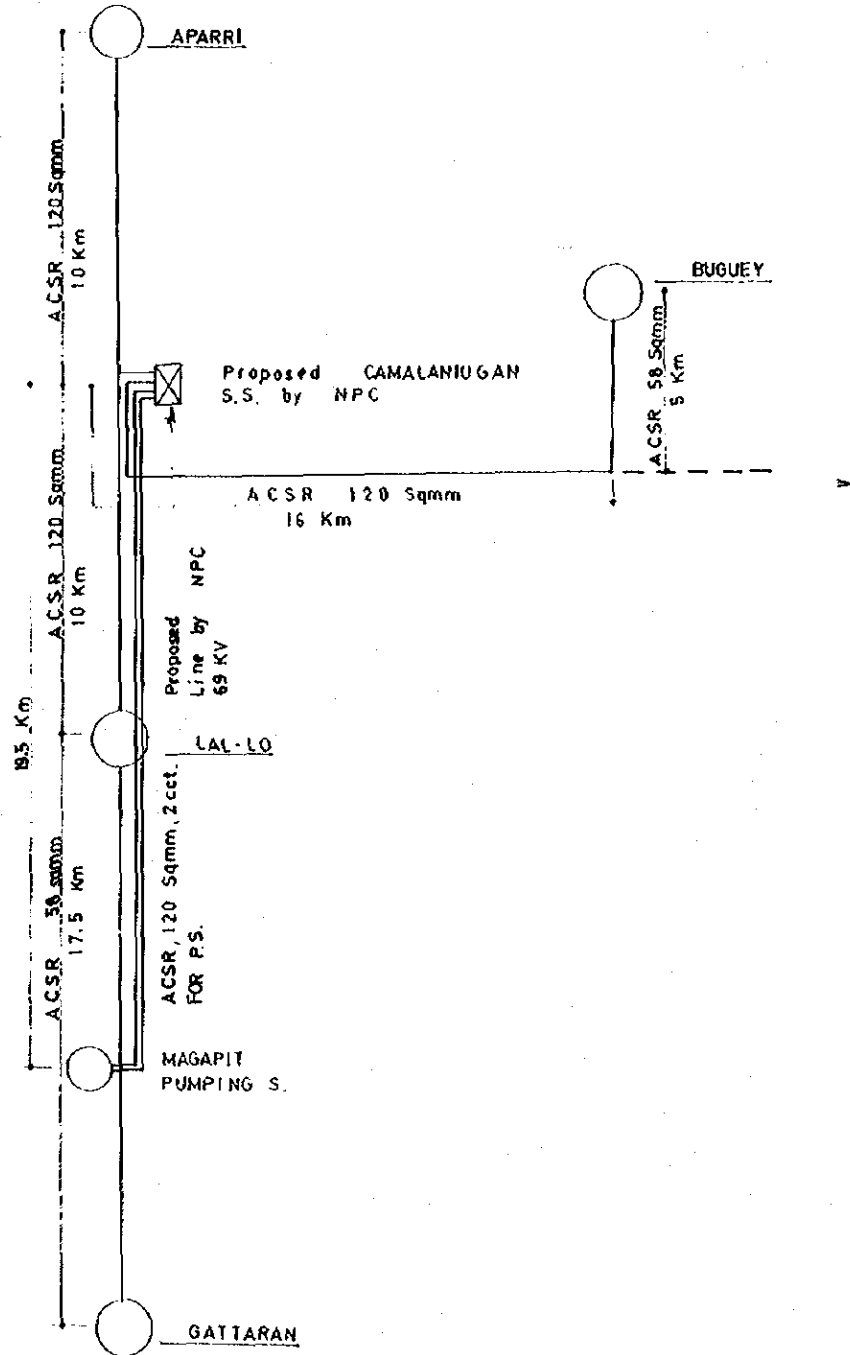 APARRI
ACSR 120 Sqmm
10 Km
BUGUEY
ACSR 58 Sqmm
5 Km
Proposed CAMALANIUGAN
S.S. by NPC
ACSR 120 Sqmm
16 Km
ACSR 120 Sqmm
10 Km
Proposed
Line by NPC
69 KV
19.5 Km
LAL-LO
ACSR 58 sqmm
17.5 Km
ACSR, 120 Sqmm, 2 cct.
FOR P.S.
MAGAPIT
PUMPING S.
GATTARAN